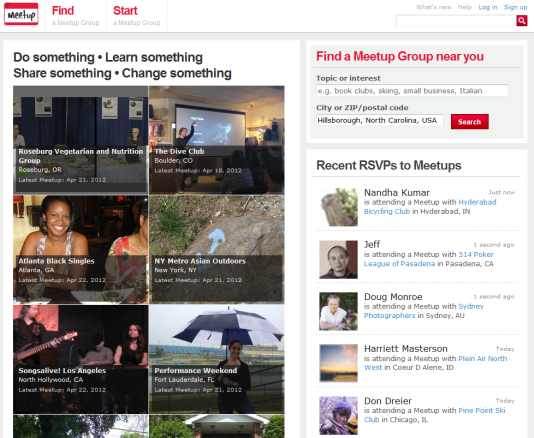 Meetup
Find
a Meetup Group
Start
a Meetup Group
What's new
Help
Log in
Sign up
Do something • Learn something
Share something • Change something
Roseburg Vegetarian and Nutrition
Group
Roseburg, OR
Latest Meetup: Apr 21, 2012
The Dive Club
Boulder, CO
Latest Meetup: Apr 18, 2012
Atlanta Black Singles
Atlanta, GA
Latest Meetup: Apr 22, 2012
NY Metro Asian Outdoors
New York, NY
Latest Meetup: Apr 21, 2012
Songsalive! Los Angeles
North Hollywood, CA
Latest Meetup: Apr 22, 2012
Performance Weekend
Fort Lauderdale, FL
Latest Meetup: Apr 21, 2012
Find a Meetup Group near you
Topic or interest
e.g. book clubs, skiing, small business, Italian
City or ZIP/postal code
Hillsborough, North Carolina, USA
Search
Recent RSVPs to Meetups
Nandha Kumar
Just now
is attending a Meetup with Hyderabad
Bicycling Club in Hyderabad, IN
Jeff
1 second ago
is attending a Meetup with 514 Poker
League of Pasadena in Pasadena, CA
Doug Monroe
1 second ago
is attending a Meetup with Sydney
Photographers in Sydney, AU
Harriett Masterson
Today
is attending a Meetup with Plein Air North
West in Coeur D Alene, ID
Don Dreier
Today
is attending a Meetup with Pine Point Ski
Club in Chicago, IL